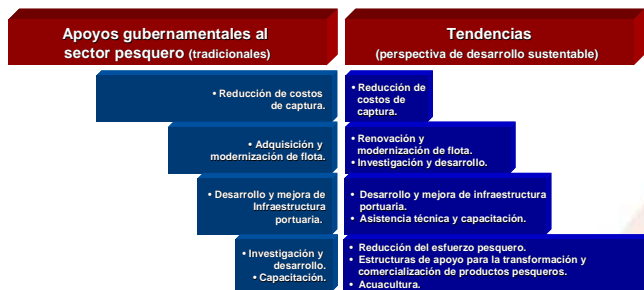 Apoyos gubernamentales al
sector pesquero (tradicionales)
Tendencias
(perspectiva de desarrollo sustentable)
• Reducción de costos
de captura.
• Reducción de
costos de
captura.
• Adquisición y
modernización de flota.
• Renovación y
modernización de flota.
• Investigación y desarrollo.
• Desarrollo y mejora de
Infraestructura
portuaria.
• Desarrollo y mejora de infraestructura
portuaria.
• Asistencia técnica y capacitación.
• Investigación y
desarrollo.
• Capacitación.
• Reducción del esfuerzo pesquero.
• Estructuras de apoyo para la transformación y
comercialización de productos pesqueros.
• Acuacultura.